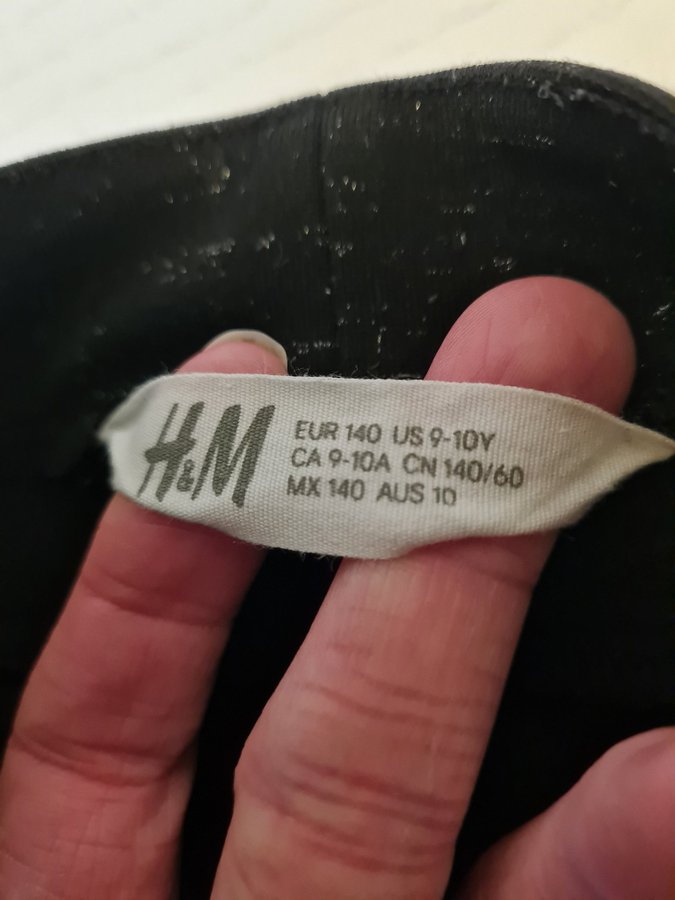 H&M
EUR 140 US 9-10Y
CA 9-10A CN 140/60
MX 140 AUS 10